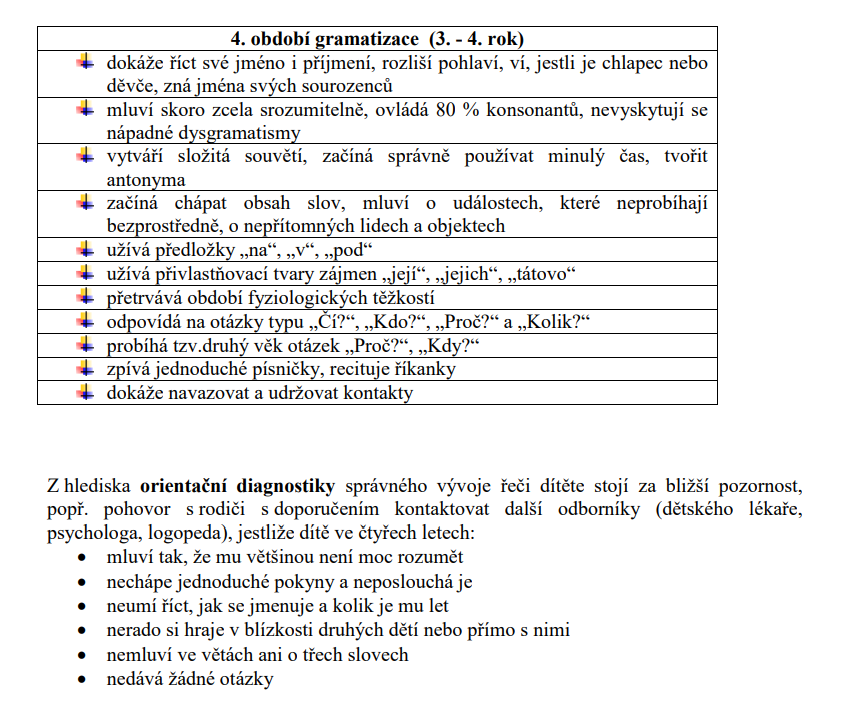 4. období gramatizace (3. - 4. rok)
dokáže říct své jméno i příjmení, rozliší pohlaví, ví, jestli je chlapec nebo
děvče, zná jména svých sourozenců
mluví skoro zcela srozumitelně, ovládá 80 % konsonantů, nevyskytují se
nápadné dysgramatismy
vytváří složitá souvětí, začíná správně používat minulý čas, tvořit
antonyma
začíná chápat obsah slov, mluví o událostech, které neprobíhají
bezprostředně, o nepřítomných lidech a objektech
užívá předložky „na“, „v“, „pod“
užívá přivlastňovací tvary zájmen „její“, „jejich“, „tátovo“
přetrvává období fyziologických těžkostí
odpovídá na otázky typu „Čí?“, „Kdo?“, „Proč?“ a „Kolik?“
probíhá tzv.druhý věk otázek „Proč?“, „Kdy?“
zpívá jednoduché písničky, recituje říkanky
dokáže navazovat a udržovat kontakty
Z hlediska orientační diagnostiky správného vývoje řeči dítěte stojí za bližší pozornost,
popř. pohovor s rodiči s doporučením kontaktovat další odborníky (dětského lékaře,
psychologa, logopeda), jestliže dítě ve čtyřech letech:
• mluví tak, že mu většinou není moc rozumět
• nechápe jednoduché pokyny a neposlouchá je
• neumí říct, jak se jmenuje a kolik je mu let
• nerado si hraje v blízkosti druhých dětí nebo přímo s nimi
• nemluví ve větách ani o třech slovech
• nedává žádné otázky